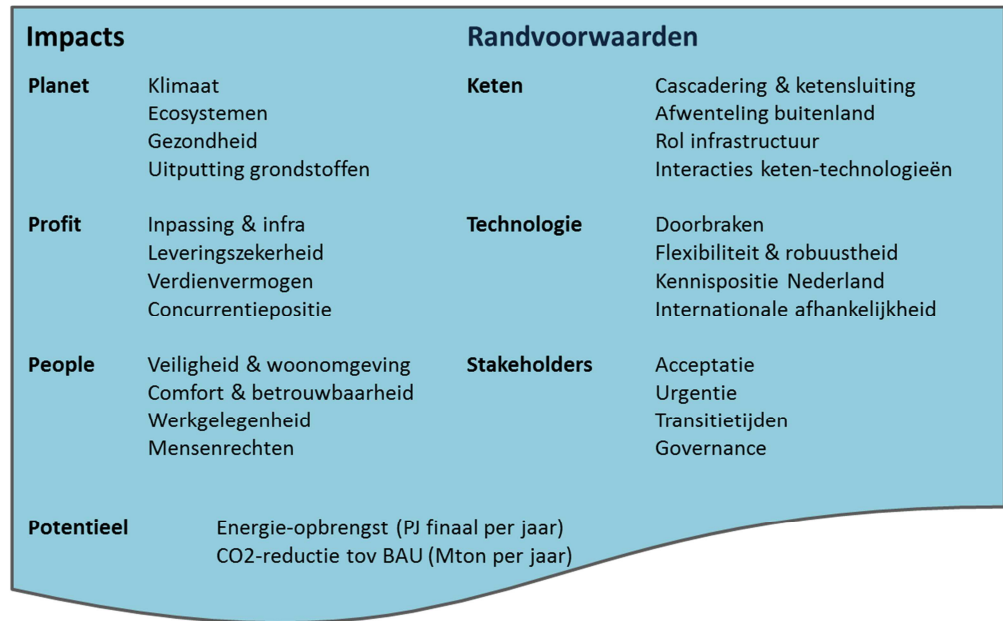 Impacts
Planet Klimaat
Ecosystemen
Gezondheid
Uitputting grondstoffen
Profit Inpassing & infra
Leveringszekerheid
Verdienvermogen
Concurrentiepositie
People Veiligheid & woonomgeving
Comfort & betrouwbaarheid
Werkgelegenheid
Mensenrechten
Randvoorwaarden
Keten Cascadering & ketensluiting
Afwenteling buitenland
Rol infrastructuur
Interacties keten-technologieën
Technologie Doorbraken
Flexibiliteit & robuustheid
Kennispositie Nederland
Internationale afhankelijkheid
Stakeholders Acceptatie
Urgentie
Transitietijden
Governance
Potentieel Energie-opbrengst (PJ finaal per jaar)
CO2-reductie tov BAU (Mton per jaar)